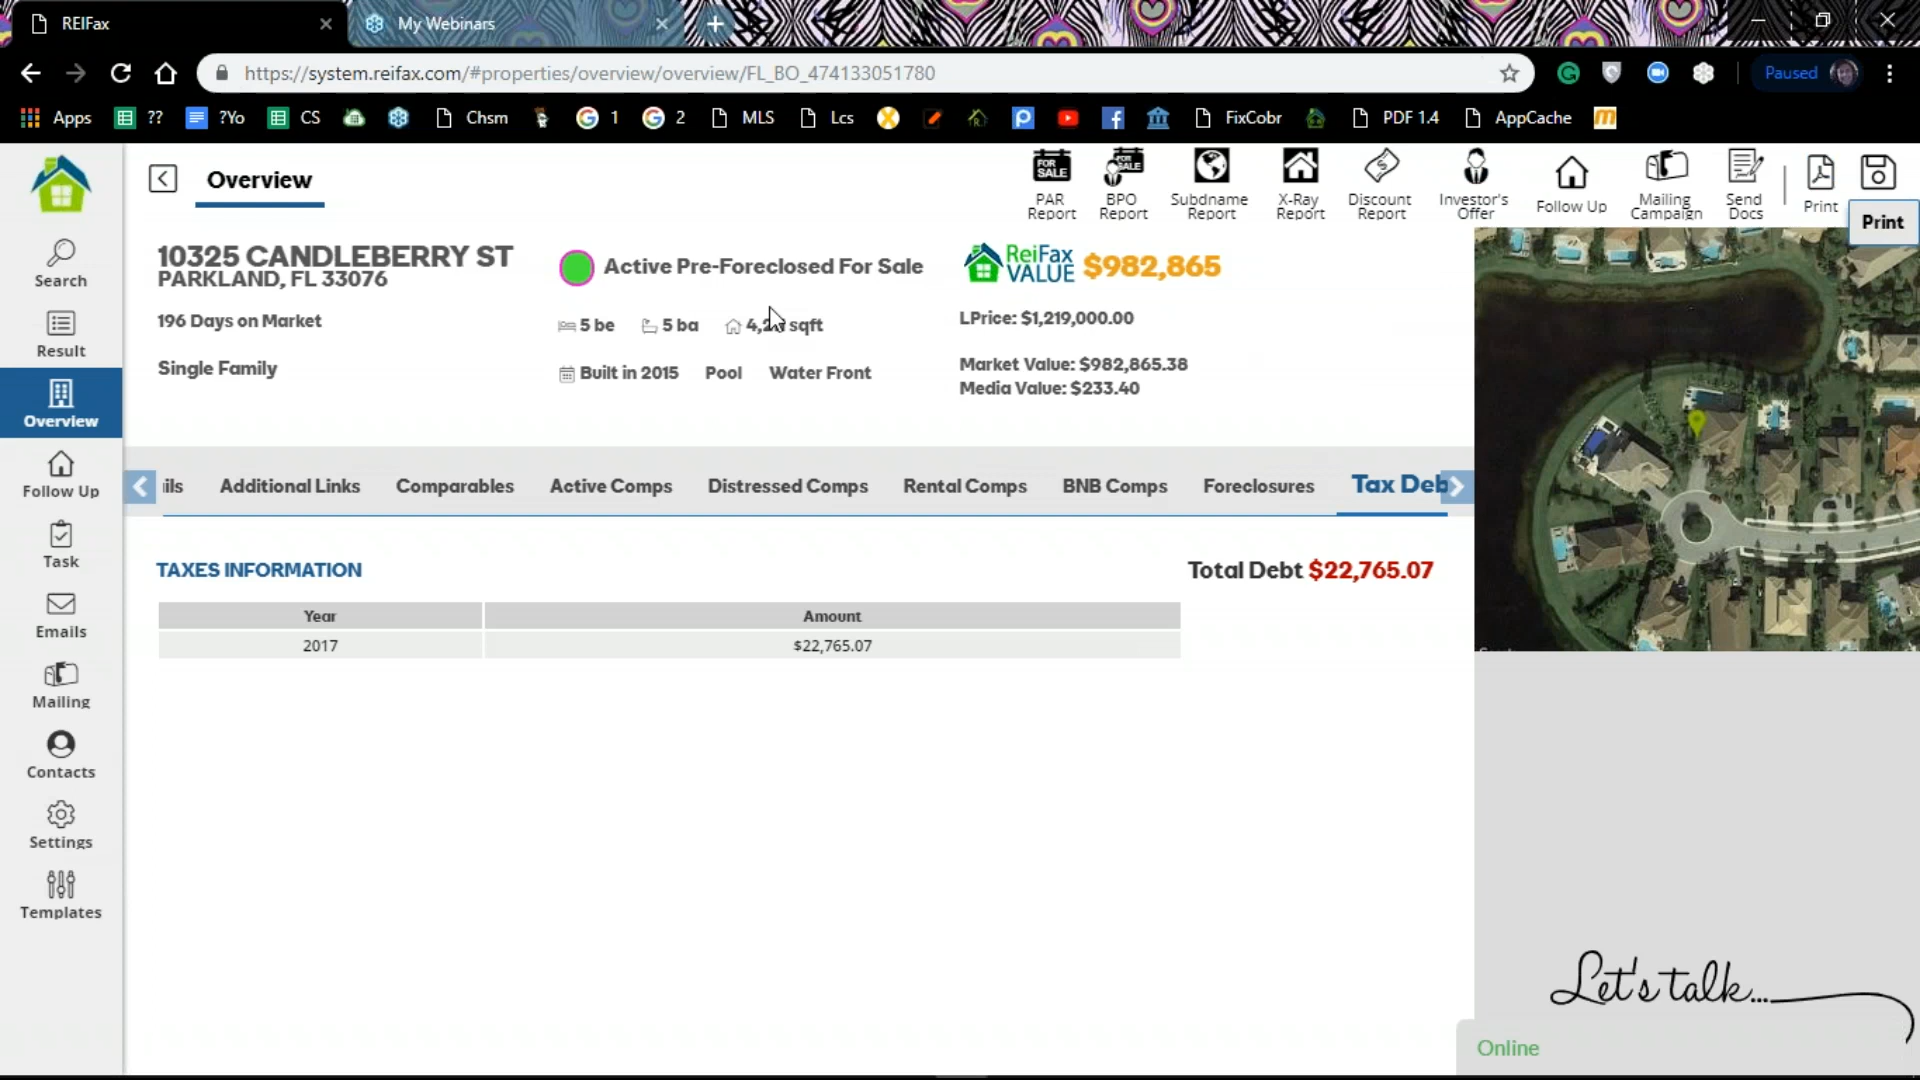 REIFax
My Webinars
https://system.reifax.com/#properties/overview/overview/FL_BO_474133051780
Paused
Apps
??
?Yo
CS
Chsm
1
2
MLS
Lcs
FixCobr
PDF 1.4
AppCache
Overview
PAR Report
BPO Report
Subdname Report
X-Ray Report
Discount Report
Investor's Offer
Follow Up
Mailing Campaign
Send Docs
Print
Print
Search
Result
Overview
Follow Up
Task
Emails
Mailing
Contacts
Settings
Templates
10325 CANDLEBERRY ST
PARKLAND, FL 33076
196 Days on Market
Single Family
Active Pre-Foreclosed For Sale
5 be
5 ba
sqft
Built in 2015
Pool
Water Front
ReiFax VALUE $982,865
LPrice: $1,219,000.00
Market Value: $982,865.38
Media Value: $233.40
ils
Additional Links
Comparables
Active Comps
Distressed Comps
Rental Comps
BNB Comps
Foreclosures
Tax Deb
TAXES INFORMATION
Total Debt $22,765.07
Year
Amount
2017
$22,765.07
Let's talk...
Online